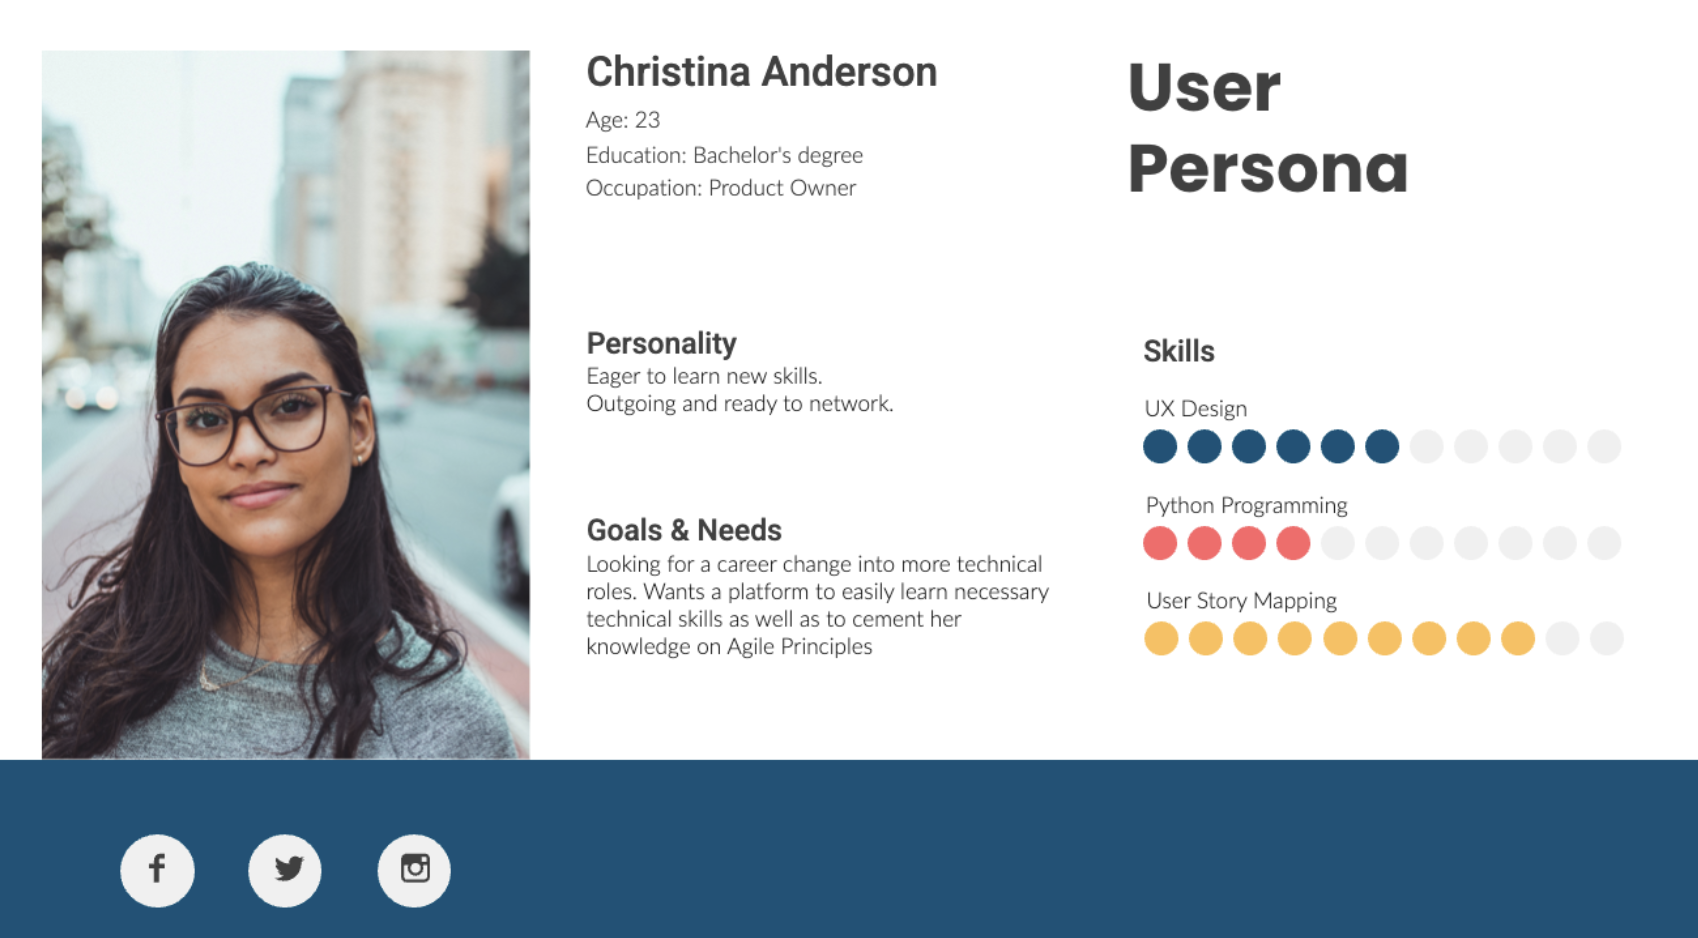 Christina Anderson
Age: 23
Education: Bachelor's degree
Occupation: Product Owner
User
Persona
Personality
Eager to learn new skills.
Outgoing and ready to network.
Goals & Needs
Looking for a career change into more technical
roles. Wants a platform to easily learn necessary
technical skills as well as to cement her
knowledge on Agile Principles
Skills
UX Design
Python Programming
User Story Mapping